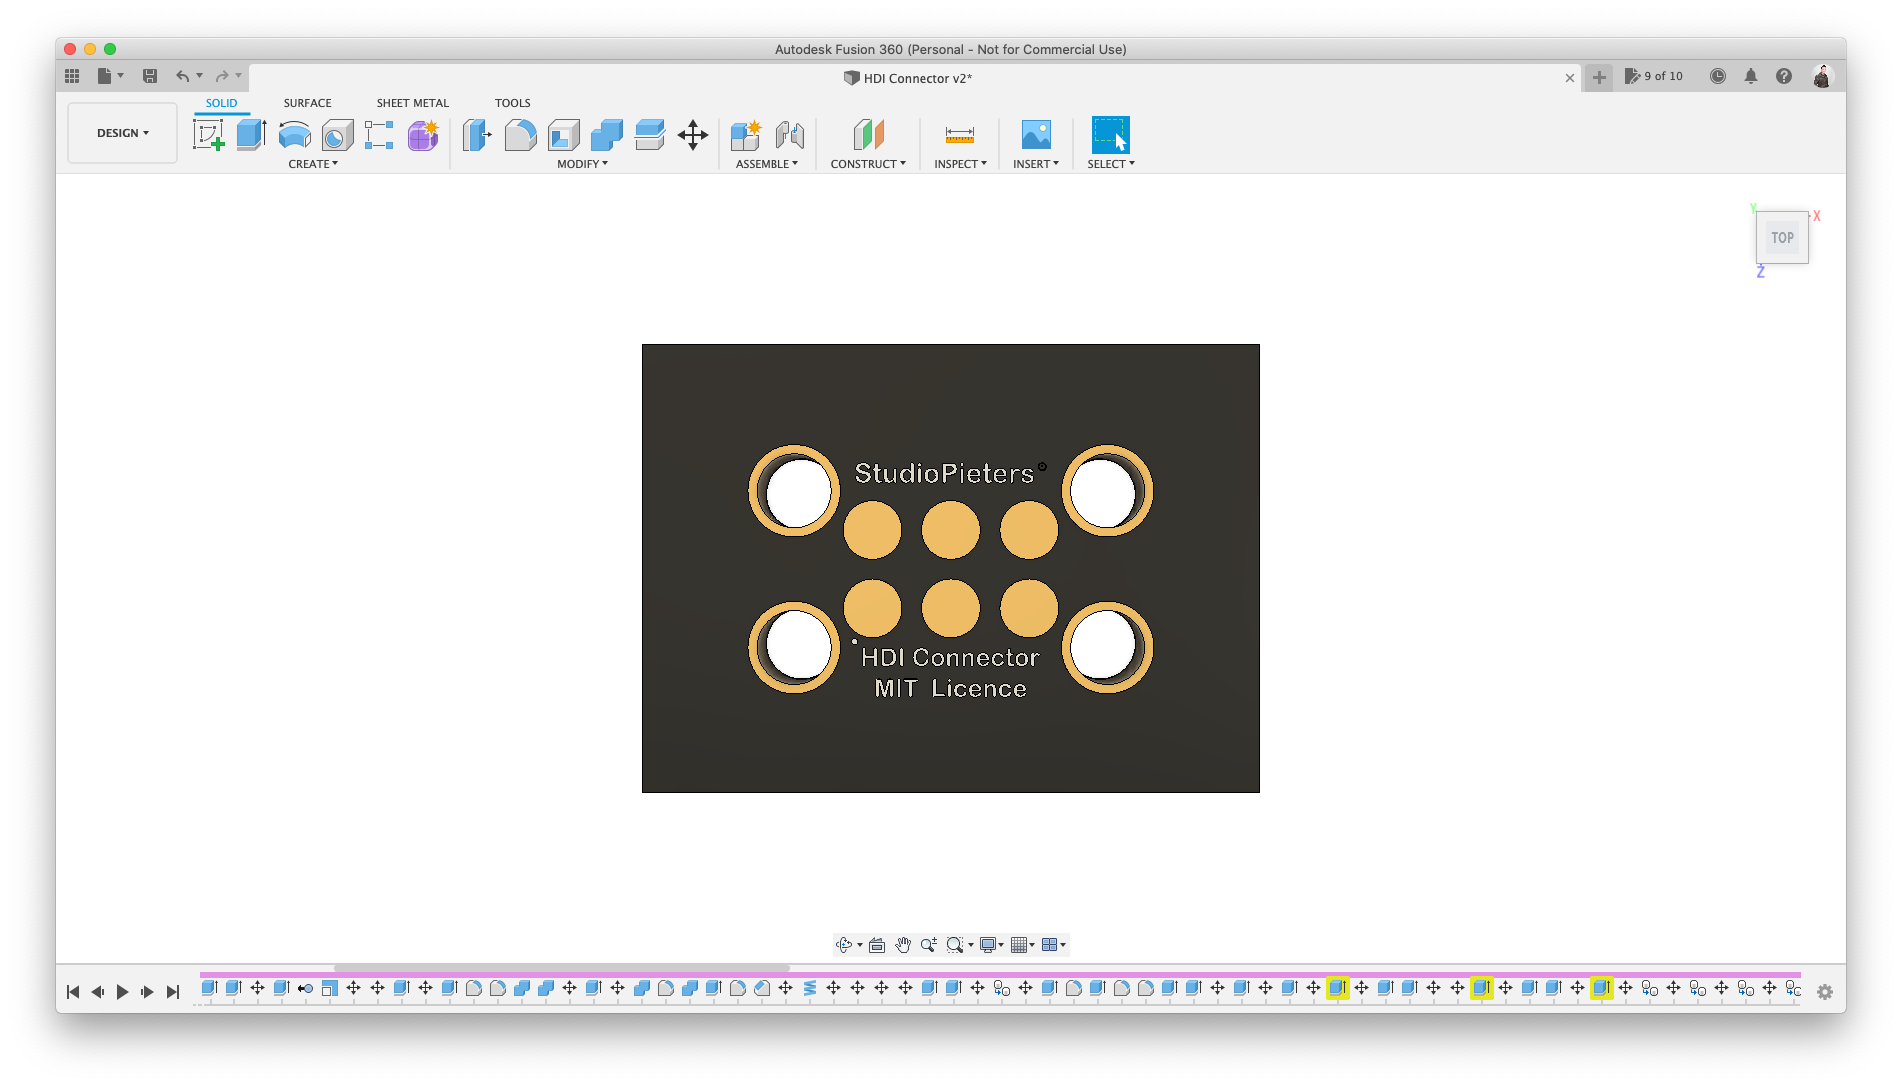 Autodesk Fusion 360 (Personal - Not for Commercial Use)
HDI Connector v2*
9 of 10
SOLID SURFACE SHEET METAL TOOLS
DESIGN
CREATE MODIFY ASSEMBLE CONSTRUCT INSPECT INSERT SELECT
Y
X
TOP
Z
StudioPieters®
HDI Connector
MIT Licence